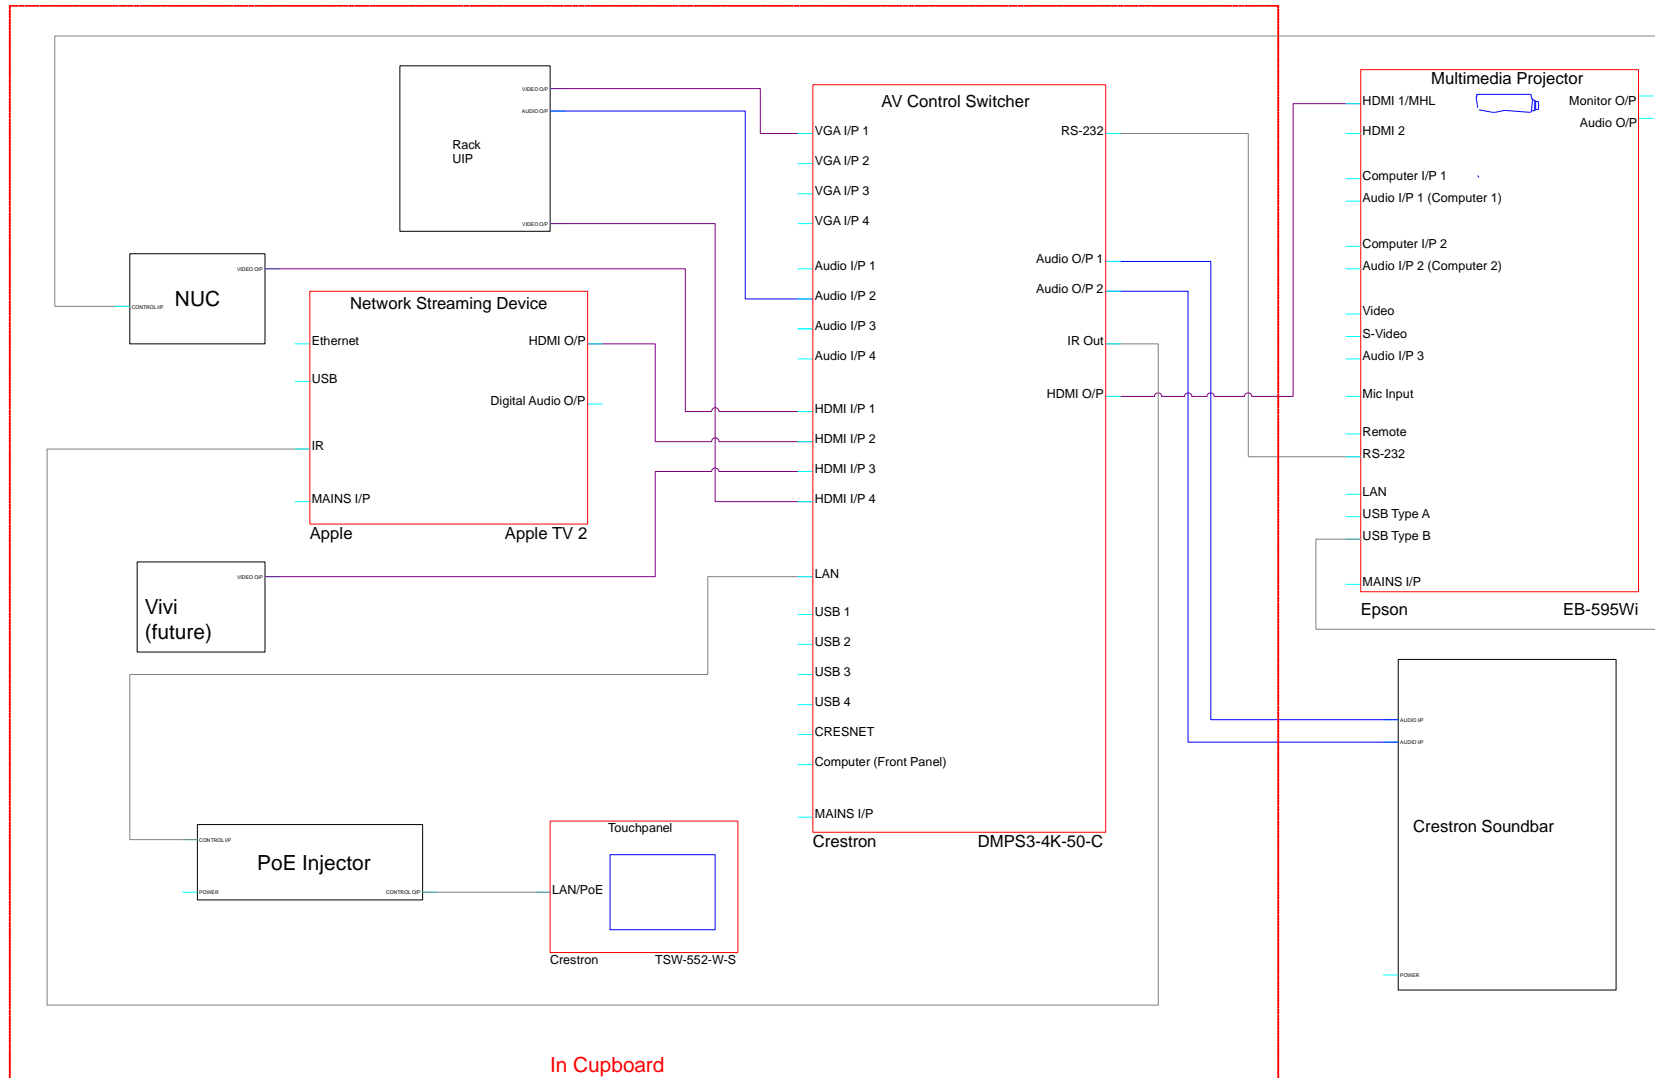 Rack
UIP
VIDEO O/P
AUDIO O/P
VIDEO O/P
NUC
VIDEO O/P
CONTROL I/P
Network Streaming Device
Ethernet
HDMI O/P
USB
Digital Audio O/P
IR
MAINS I/P
Apple
Apple TV 2
VIDEO O/P
Vivi
(future)
CONTROL I/P
PoE Injector
POWER
CONTROL O/P
Touchpanel
LAN/PoE
Crestron
TSW-552-W-S
AV Control Switcher
VGA I/P 1
RS-232
VGA I/P 2
VGA I/P 3
VGA I/P 4
Audio I/P 1
Audio O/P 1
Audio I/P 2
Audio O/P 2
Audio I/P 3
Audio I/P 4
IR Out
HDMI O/P
HDMI I/P 1
HDMI I/P 2
HDMI I/P 3
HDMI I/P 4
LAN
USB 1
USB 2
USB 3
USB 4
CRESNET
Computer (Front Panel)
MAINS I/P
Crestron
DMPS3-4K-50-C
Multimedia Projector
HDMI 1/MHL
Monitor O/P
Audio O/P
HDMI 2
Computer I/P 1
Audio I/P 1 (Computer 1)
Computer I/P 2
Audio I/P 2 (Computer 2)
Video
S-Video
Audio I/P 3
Mic Input
Remote
RS-232
LAN
USB Type A
USB Type B
MAINS I/P
Epson
EB-595Wi
AUDIO I/P
AUDIO I/P
Crestron Soundbar
POWER
In Cupboard